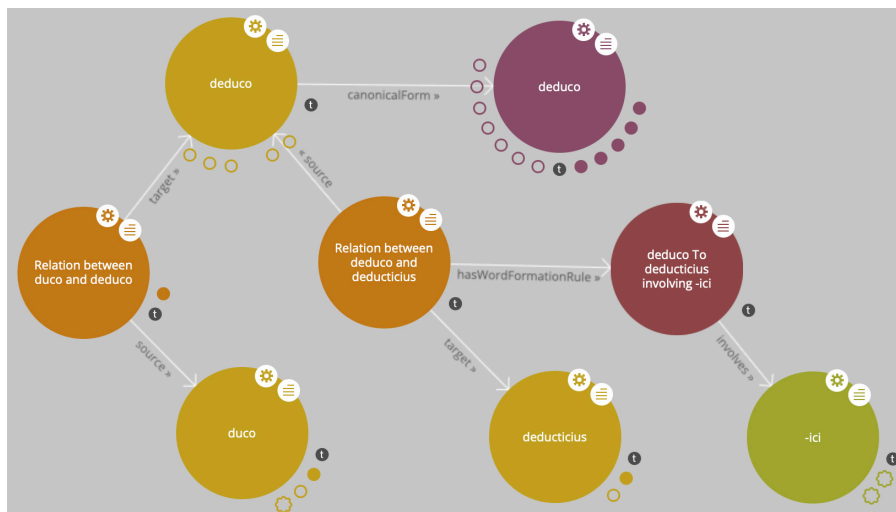 deduco
deduco
t
canonicalForm »
t
target »
« source
Relation between
duco and deduco
t
Relation between
deduco and
deducticius
t
hasWordFormationRule »
deduco To
deducticius
involving -ici
t
source »
target »
involves »
duco
t
deducticius
t
-ici
t